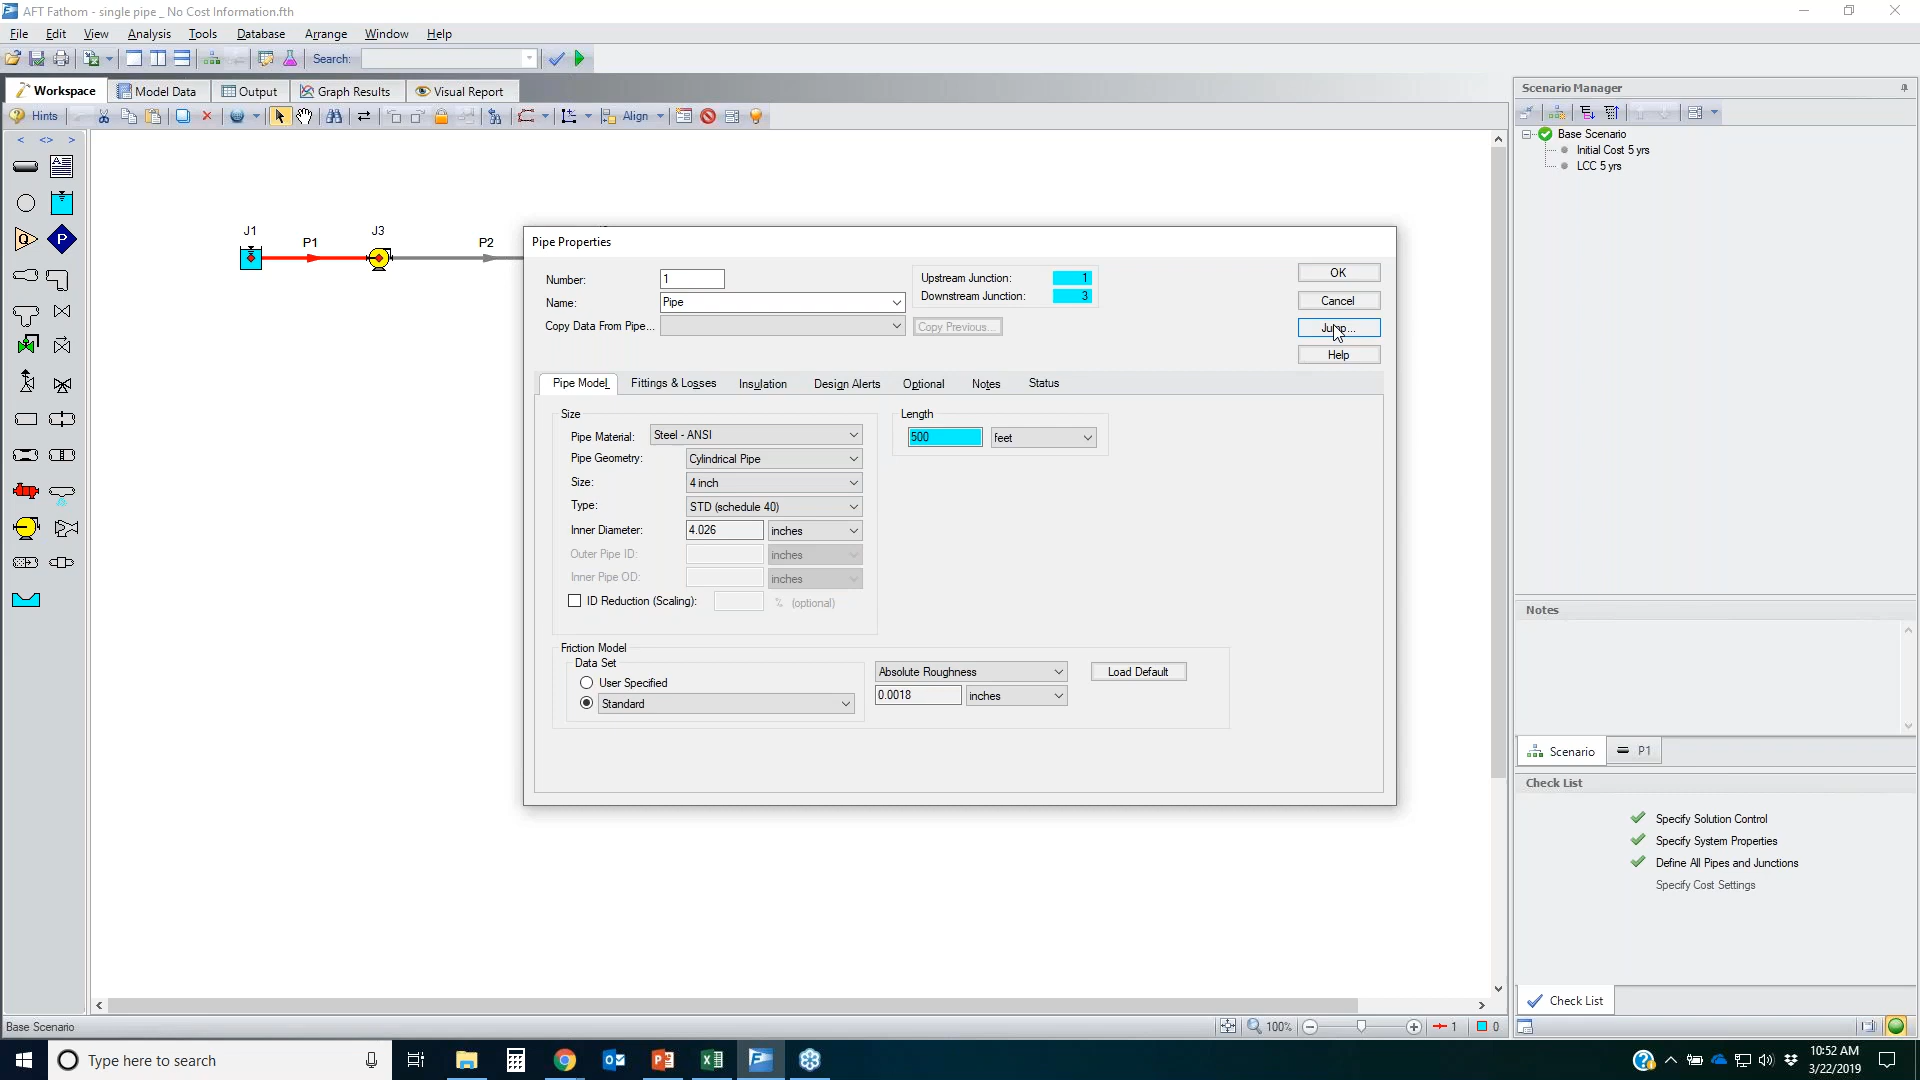 AFT Fathom - single pipe _ No Cost Information.fth
File Edit View Analysis Tools Database Arrange Window Help
Search:
Workspace Model Data Output Graph Results Visual Report
Hints Align
Scenario Manager
Base Scenario
Initial Cost 5 yrs
LCC 5 yrs
J1 P1 J3 P2
Pipe Properties
Number: 1
Name: Pipe
Copy Data From Pipe... Copy Previous...
Upstream Junction: 1
Downstream Junction: 3
OK
Cancel
Jump...
Help
Pipe Model Fittings & Losses Insulation Design Alerts Optional Notes Status
Size
Pipe Material: Steel - ANSI
Pipe Geometry: Cylindrical Pipe
Size: 4 inch
Type: STD (schedule 40)
Inner Diameter: 4.026 inches
Outer Pipe ID: inches
Inner Pipe OD: inches
ID Reduction (Scaling): % (optional)
Length
500 feet
Friction Model
Data Set
User Specified
Standard
Absolute Roughness
0.0018 inches
Load Default
Notes
Scenario P1
Check List
Specify Solution Control
Specify System Properties
Define All Pipes and Junctions
Specify Cost Settings
Check List
Base Scenario
100% 1 0
Type here to search
10:52 AM
3/22/2019